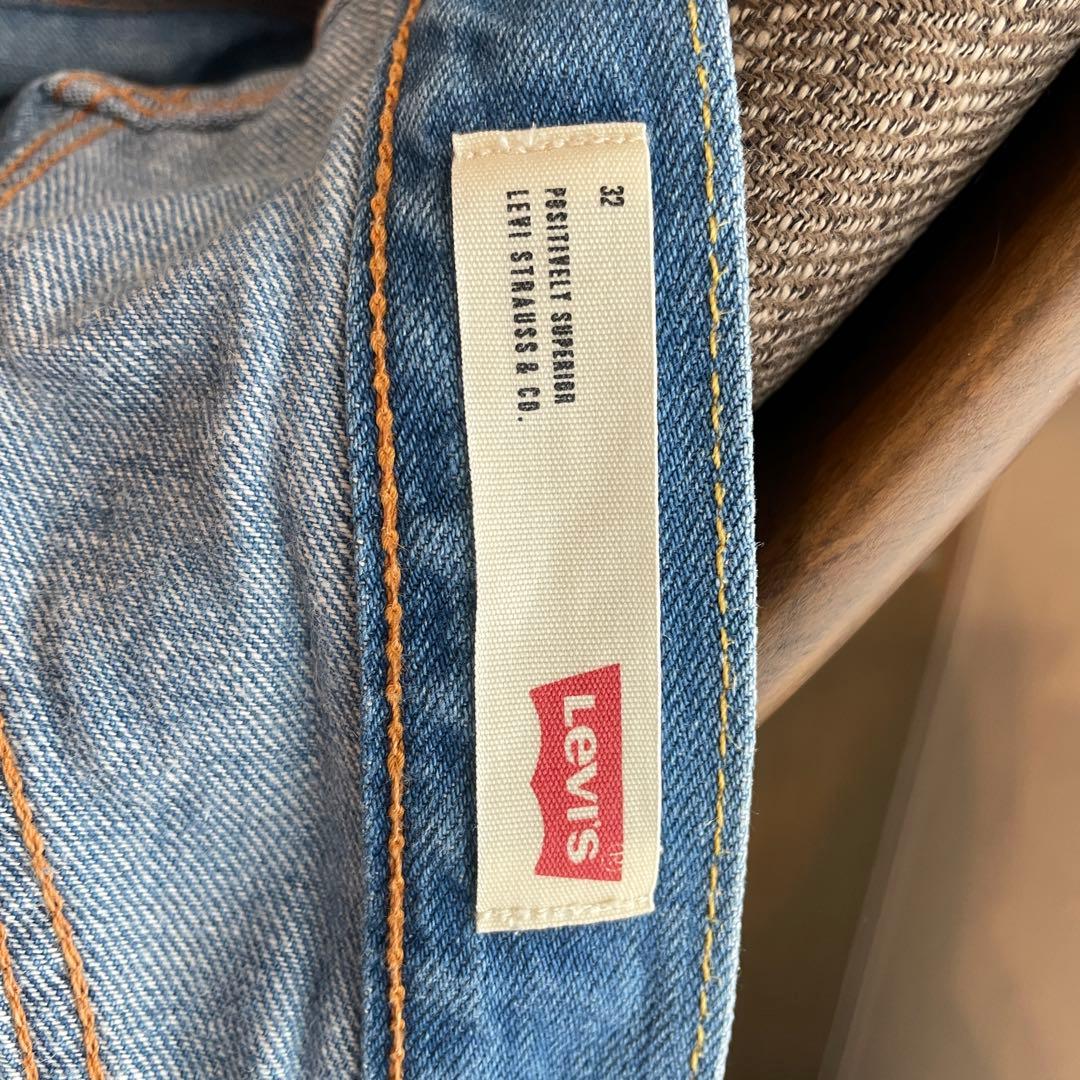 32
POSITIVELY SUPERIOR
LEVI STRAUSS & CO.
LEVI'S